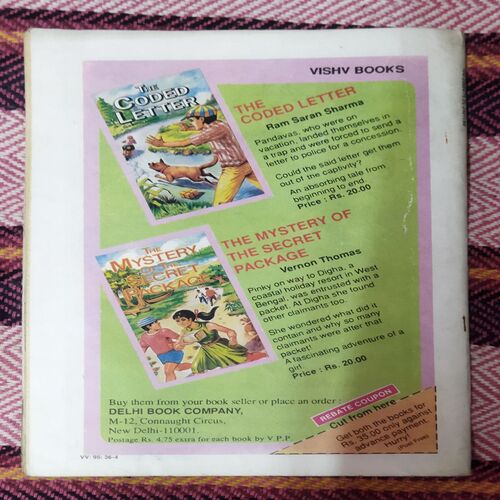 VISHV BOOKS
THE
CODED
LETTER
THE
CODED LETTER
Ram Saran Sharma
Pandavas, who were on
vacation, landed themselves in
a trap and were forced to send a
letter to police for a concession.
Could the said letter get them
out of the captivity?
An absorbing tale from
beginning to end.
Price : Rs. 20.00
THE
MYSTERY
OF THE
SECRET
PACKAGE
THE MYSTERY OF
THE SECRET
PACKAGE
Vernon Thomas
Pinky on way to Digha, a
coastal holiday resort in West
Bengal, was entrusted with a
packet. At Digha she found
other claimants too.
She wondered what did it
contain and why so many
claimants were after that
packet!
A fascinating adventure of a
girl.
Price : Rs. 20.00
Buy them from your book seller or place an order :
DELHI BOOK COMPANY,
M-12, Connaught Circus,
New Delhi-110001.
Postage Rs. 4.75 extra for each book by V.P.P.
REBATE COUPON
Cut from here
Get both the books for
Rs. 35.00 only against
advance payment.
Hurry!
(Post Free)
VV: 95: 36-4